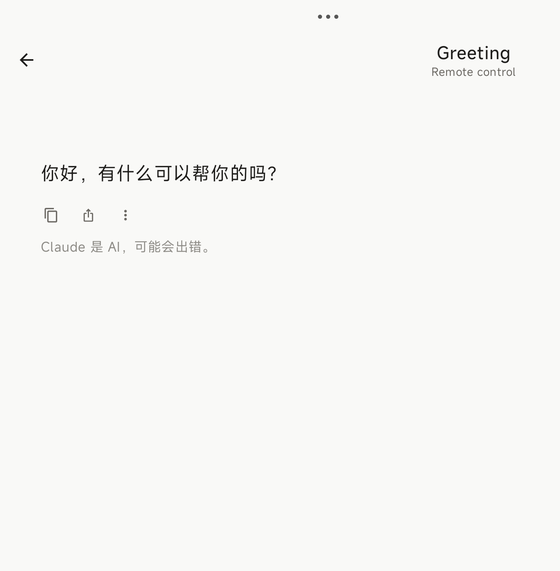 Greeting
Remote control
你好，有什么可以帮你的吗？
Claude 是 AI，可能会出错。